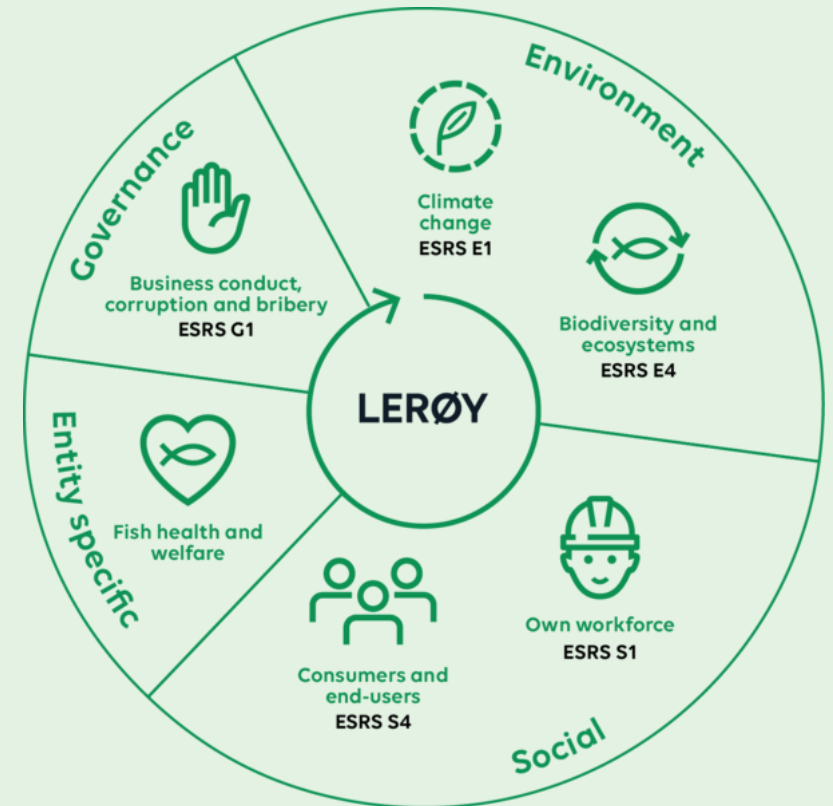 Environment
Climate
change
ESRS E1
Biodiversity and
ecosystems
ESRS E4
Social
Own workforce
ESRS S1
Consumers and
end-users
ESRS S4
Entity specific
Fish health and
welfare
Governance
Business conduct,
corruption and bribery
ESRS G1
LERØY